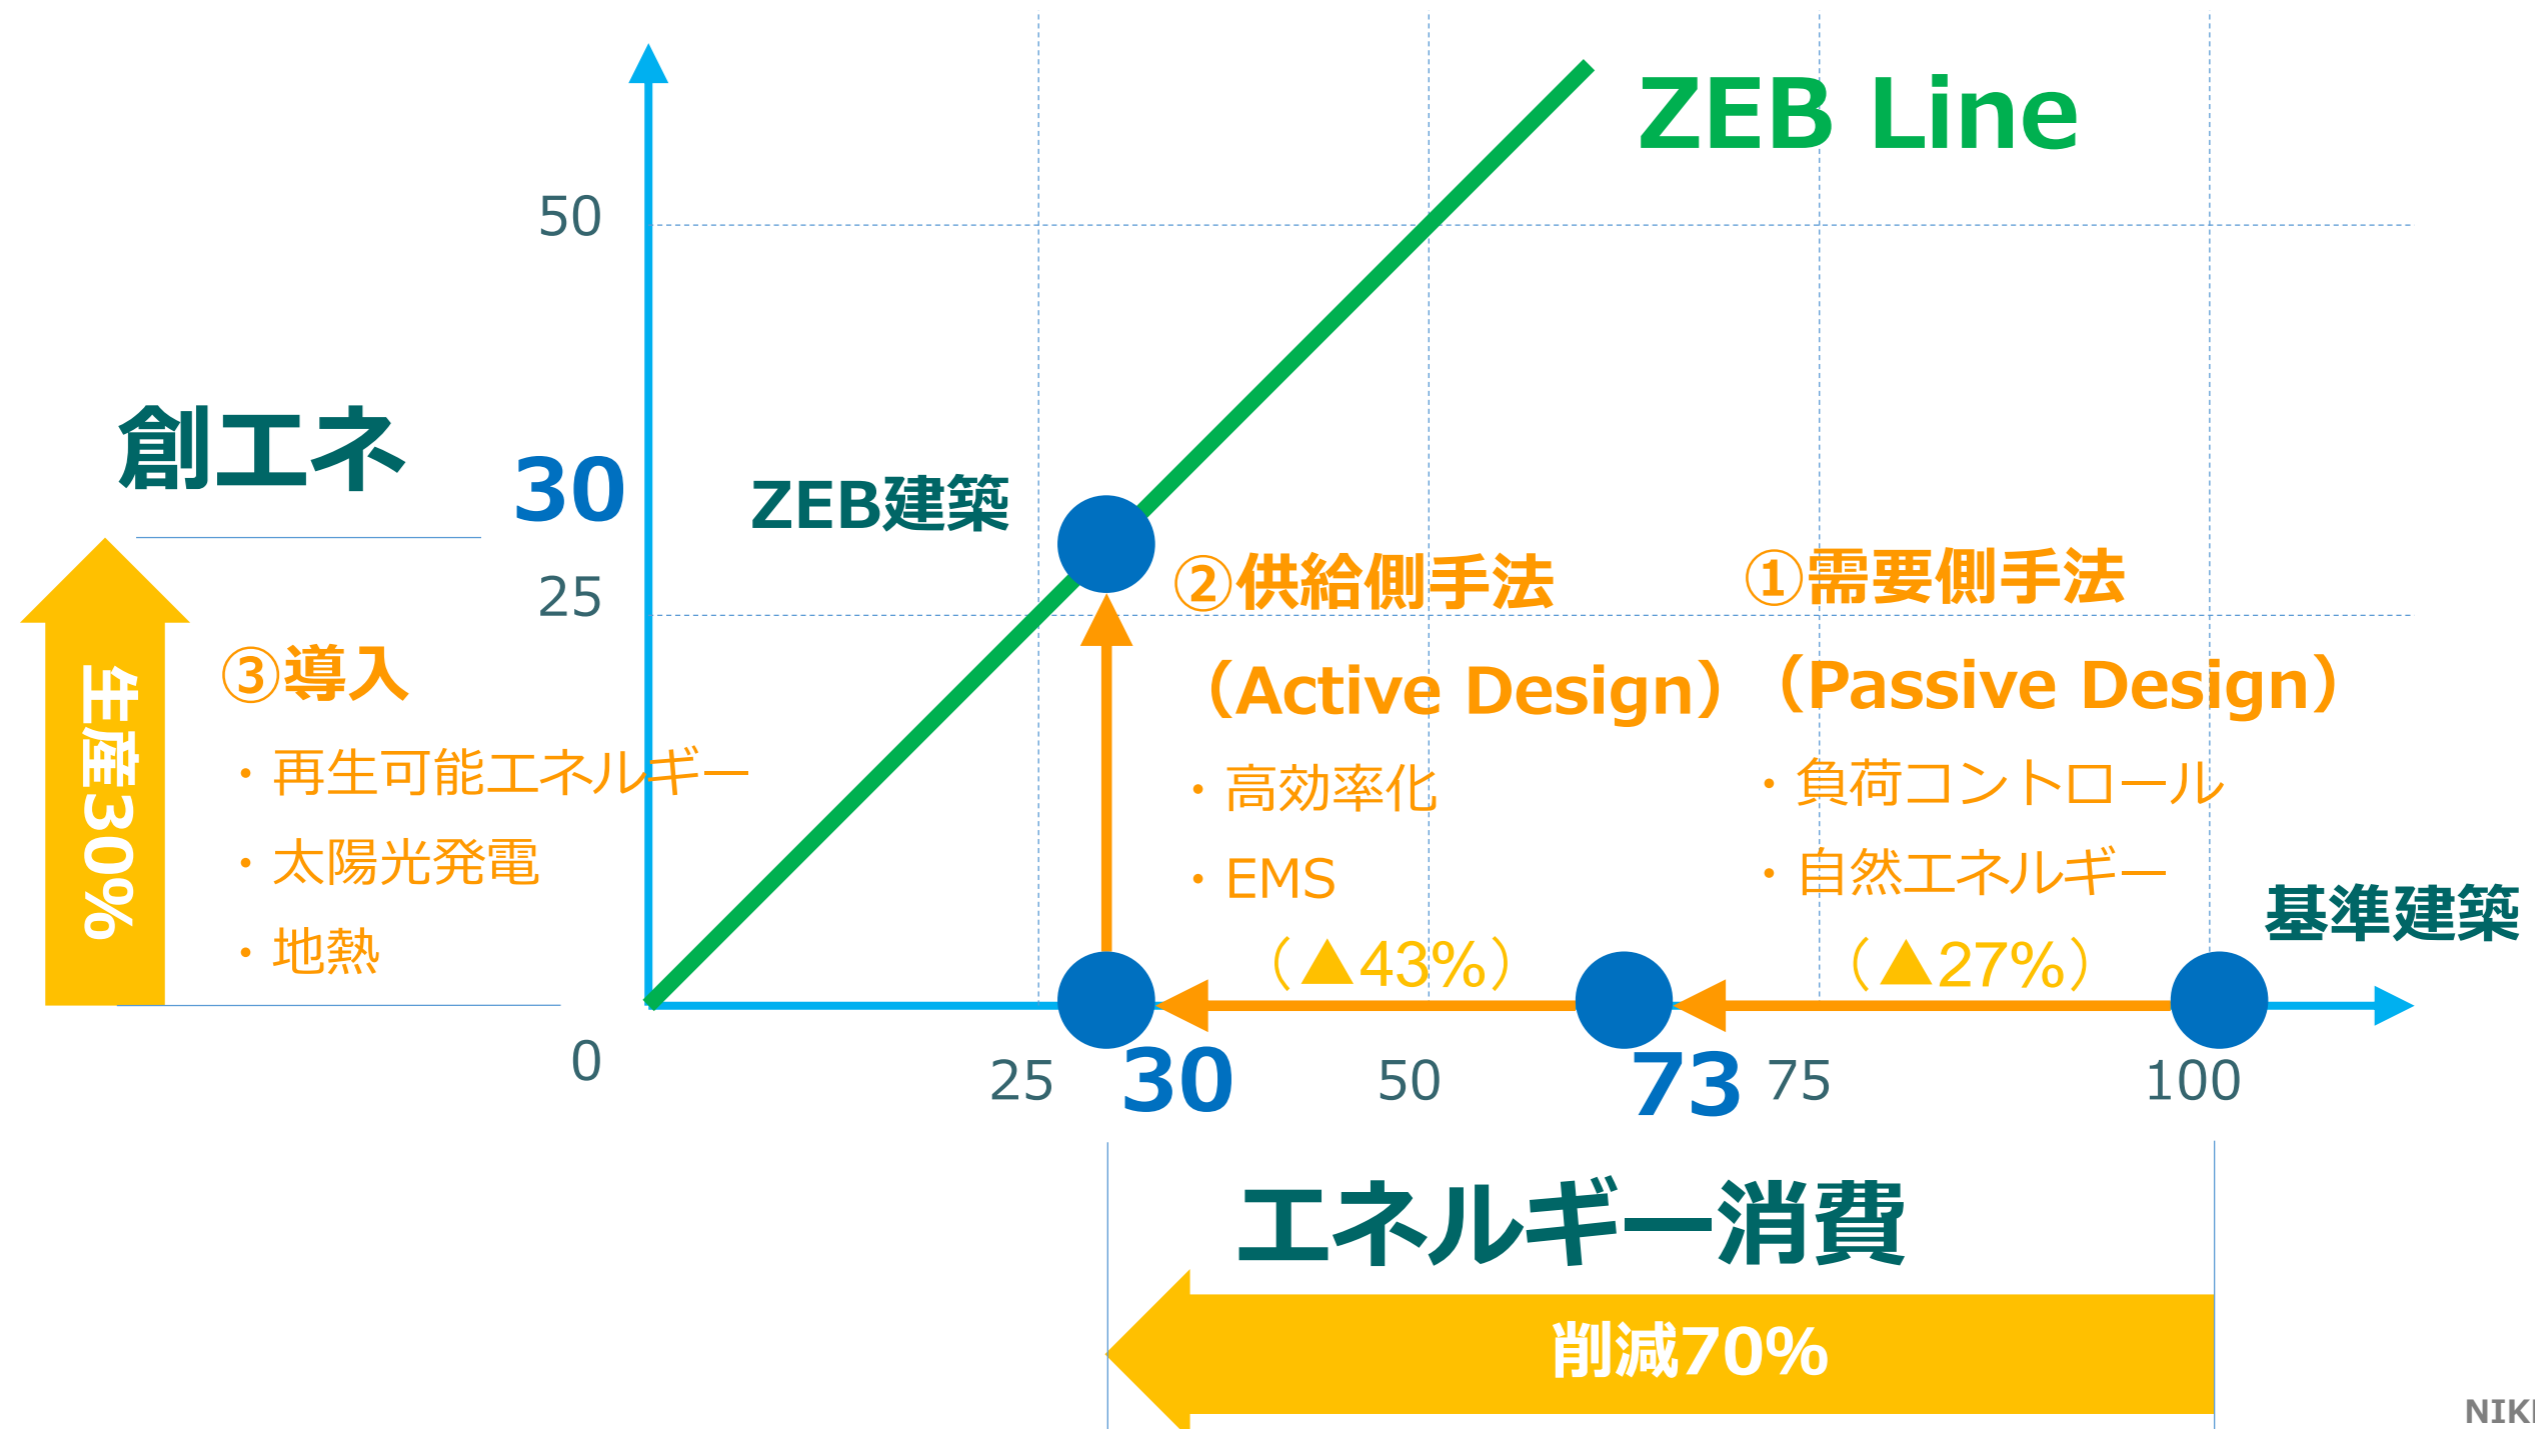 ZEB Line
50
創エネ
30
ZEB建築
25
②供給側手法
(Active Design)
・高効率化
・EMS
(▲43%)
①需要側手法
(Passive Design)
・負荷コントロール
・自然エネルギー
(▲27%)
基準建築
生産30%
③導入
・再生可能エネルギー
・太陽光発電
・地熱
0
25
30
50
73
75
100
エネルギー消費
削減70%